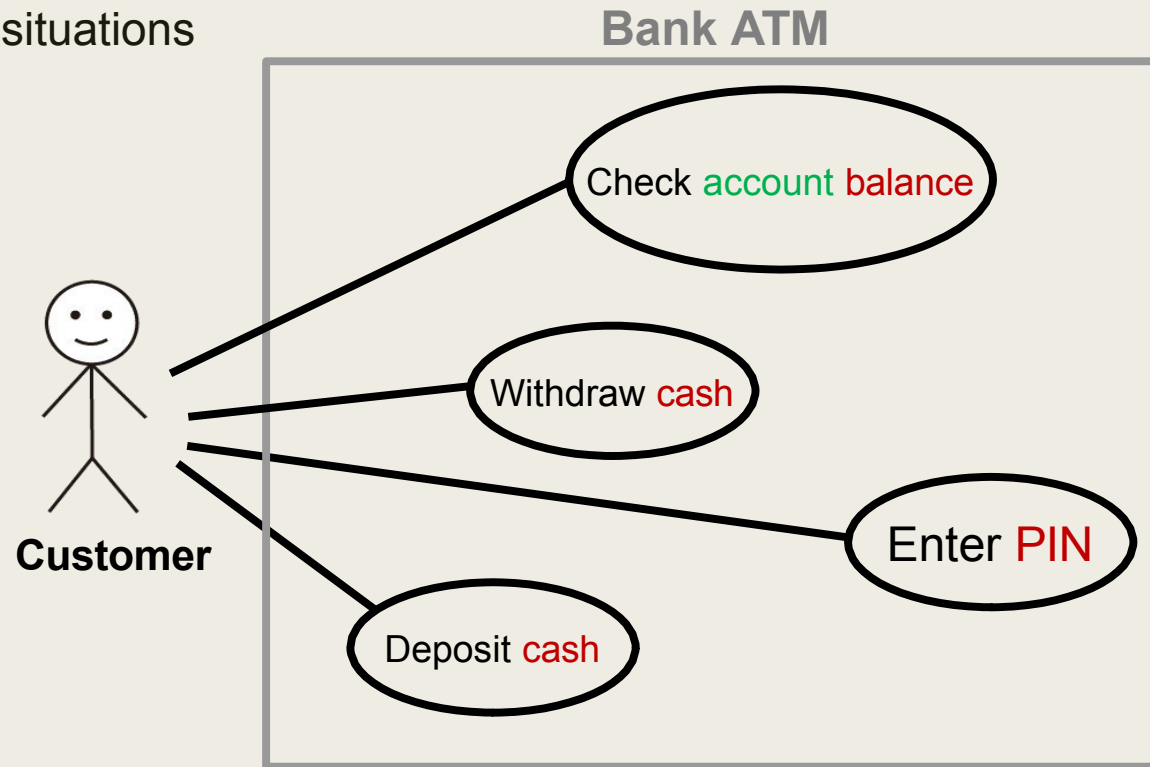 situations
Bank ATM
Check account balance
Withdraw cash
Enter PIN
Customer
Deposit cash